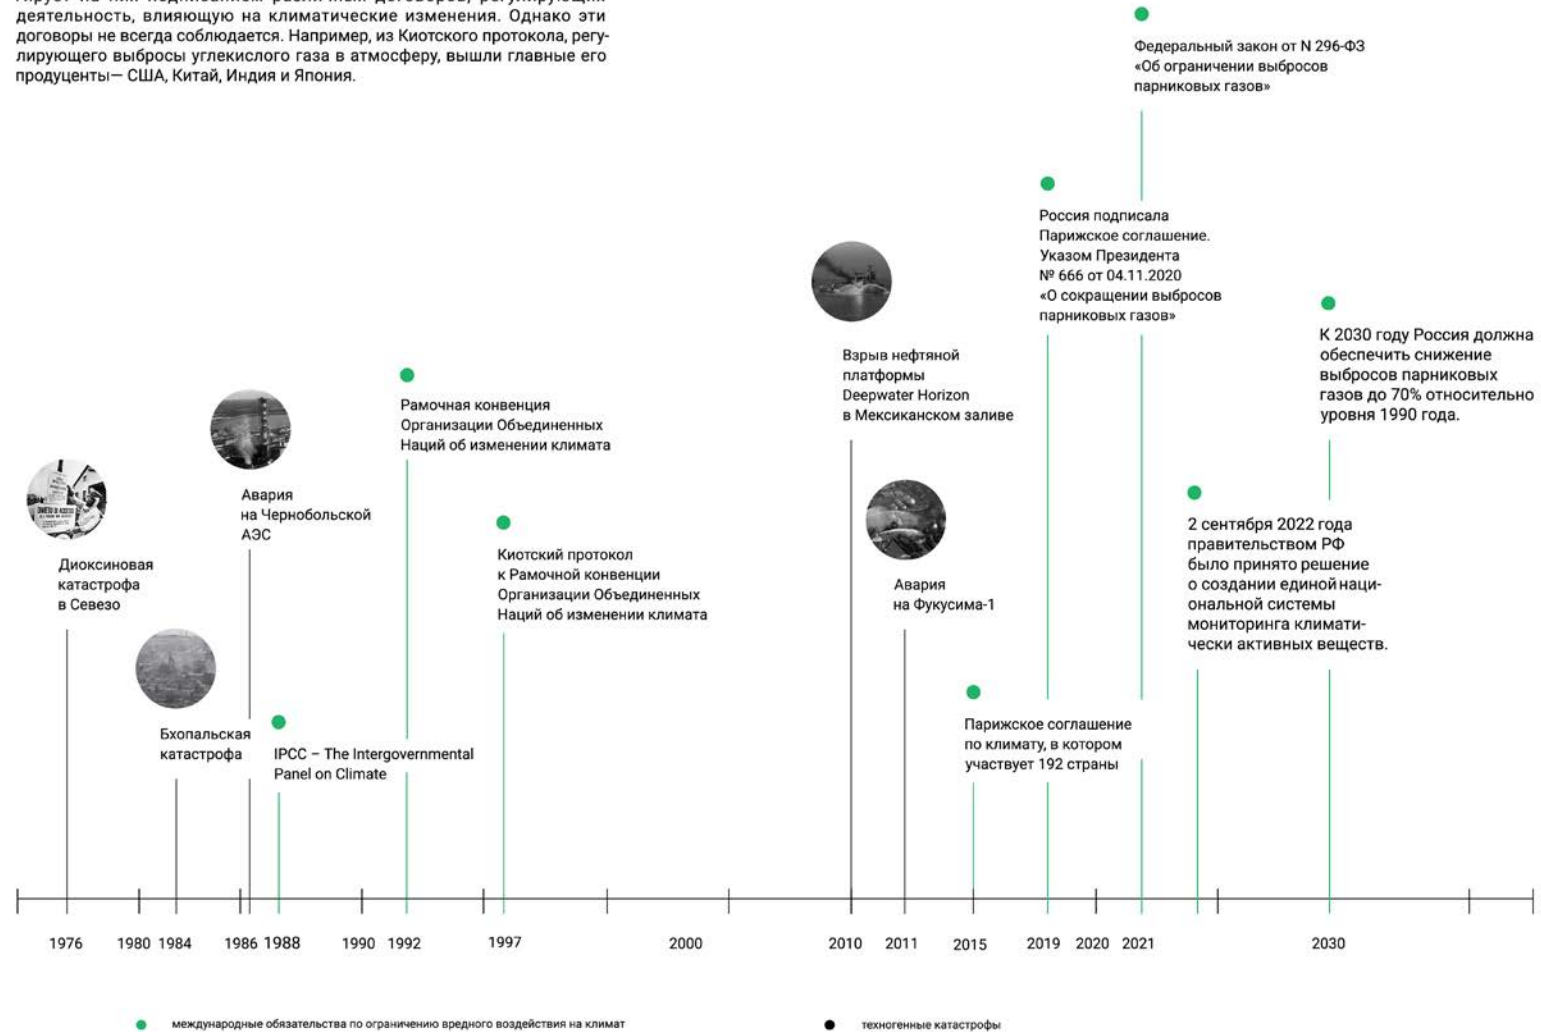 гирует на них подписанием различных договоров, регулирующих
деятельность, влияющую на климатические изменения. Однако эти
договоры не всегда соблюдается. Например, из Киотского протокола, регу-
лирующего выбросы углекислого газа в атмосферу, вышли главные его
продуценты— США, Китай, Индия и Япония.
Федеральный закон от N 296-ФЗ
«Об ограничении выбросов
парниковых газов»
Россия подписала
Парижское соглашение.
Указом Президента
№ 666 от 04.11.2020
«О сокращении выбросов
парниковых газов»
К 2030 году Россия должна
обеспечить снижение
выбросов парниковых
газов до 70% относительно
уровня 1990 года.
Взрыв нефтяной
платформы
Deepwater Horizon
в Мексиканском заливе
Рамочная конвенция
Организации Объединенных
Наций об изменении климата
Авария
на Чернобольской
АЭС
Киотский протокол
к Рамочной конвенции
Организации Объединенных
Наций об изменении климата
Диоксиновая
катастрофа
в Севезо
Авария
на Фукусима-1
2 сентября 2022 года
правительством РФ
было принято решение
о создании единой наци-
ональной системы
мониторинга климати-
чески активных веществ.
Бхопальская
катастрофа
IPCC – The Intergovernmental
Panel on Climate
Парижское соглашение
по климату, в котором
участвует 192 страны
1976 1980 1984 1986 1988 1990 1992 1997 2000 2010 2011 2015 2019 2020 2021 2030
международные обязательства по ограничению вредного воздействия на климат
техногенные катастрофы